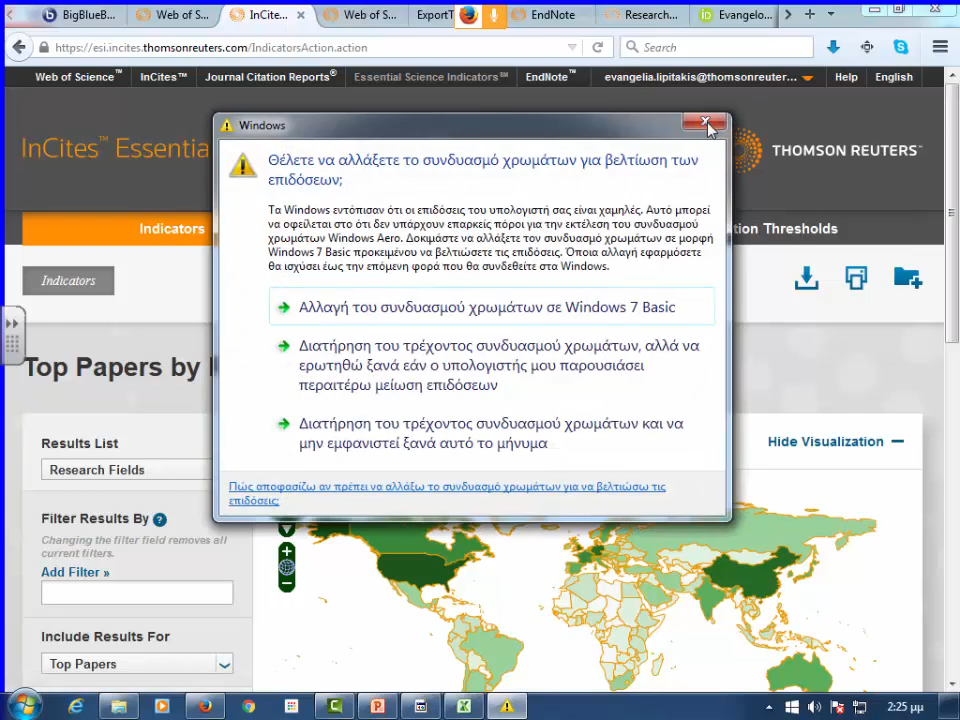 BigBlueB...
Web of S...
InCite...
Web of S...
ExportT
EndNote
Research...
Evangelo...
https://esi.incites.thomsonreuters.com/IndicatorsAction.action
Search
Web of Science™
InCites™
Journal Citation Reports®
Essential Science Indicators℠
EndNote™
evangelia.lipitakis@thomsonreuter...
Help
English
Windows
InCites™ Essentia
THOMSON REUTERS™
Θέλετε να αλλάξετε το συνδυασμό χρωμάτων για βελτίωση των
επιδόσεων;
Τα Windows εντόπισαν ότι οι επιδόσεις του υπολογιστή σας είναι χαμηλές. Αυτό μπορεί
να οφείλεται στο ότι δεν υπάρχουν επαρκείς πόροι για την εκτέλεση του συνδυασμού
χρωμάτων Windows Aero. Δοκιμάστε να αλλάξετε τον συνδυασμό χρωμάτων σε μορφή
Windows 7 Basic προκειμένου να βελτιώσετε τις επιδόσεις. Όποια αλλαγή εφαρμόσετε
θα ισχύσει έως την επόμενη φορά που θα συνδεθείτε στα Windows.
Indicators
tion Thresholds
Indicators
Αλλαγή του συνδυασμού χρωμάτων σε Windows 7 Basic
Διατήρηση του τρέχοντος συνδυασμού χρωμάτων, αλλά να
ερωτηθώ ξανά εάν ο υπολογιστής μου παρουσιάσει
περαιτέρω μείωση επιδόσεων
Διατήρηση του τρέχοντος συνδυασμού χρωμάτων και να
μην εμφανιστεί ξανά αυτό το μήνυμα
Πώς αποφασίζω αν πρέπει να αλλάξω το συνδυασμό χρωμάτων για να βελτιώσω τις
επιδόσεις;
Top Papers by
Results List
Research Fields
Hide Visualization
Filter Results By
Changing the filter field removes all
current filters.
Add Filter »
Include Results For
Top Papers
2:25 μμ